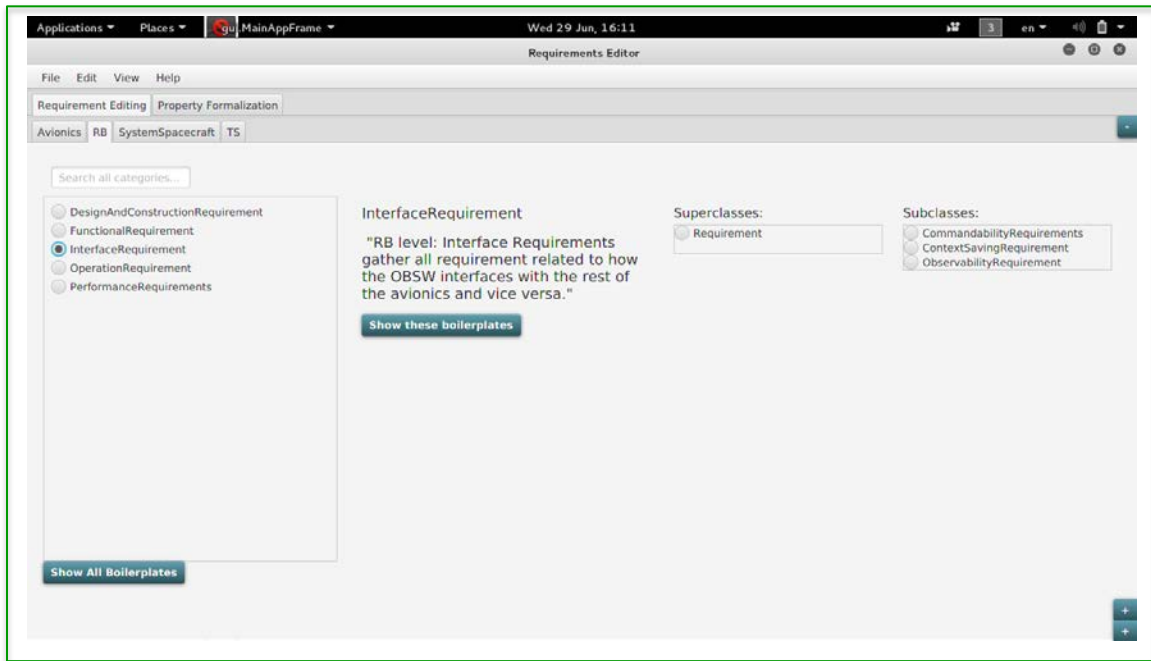 Applications Places gui.MainAppFrame Wed 29 Jun, 16:11 3 en
Requirements Editor
File Edit View Help
Requirement Editing Property Formalization
Avionics RB SystemSpacecraft TS -
Search all categories...
DesignAndConstructionRequirement
FunctionalRequirement
InterfaceRequirement
OperationRequirement
PerformanceRequirements
Show All Boilerplates
InterfaceRequirement
"RB level: Interface Requirements
gather all requirement related to how
the OBSW interfaces with the rest of
the avionics and vice versa."
Show these boilerplates
Superclasses:
Requirement
Subclasses:
CommandabilityRequirements
ContextSavingRequirement
ObservabilityRequirement
+
+